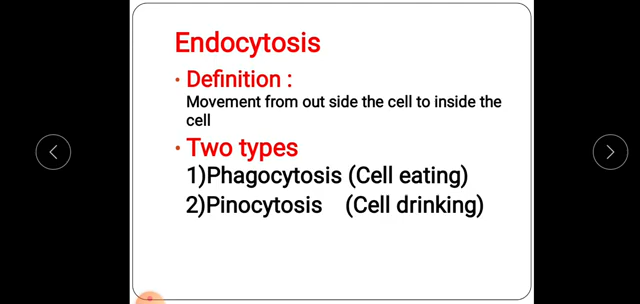 Endocytosis
• Definition :
Movement from out side the cell to inside the
cell
• Two types
1)Phagocytosis (Cell eating)
2)Pinocytosis (Cell drinking)